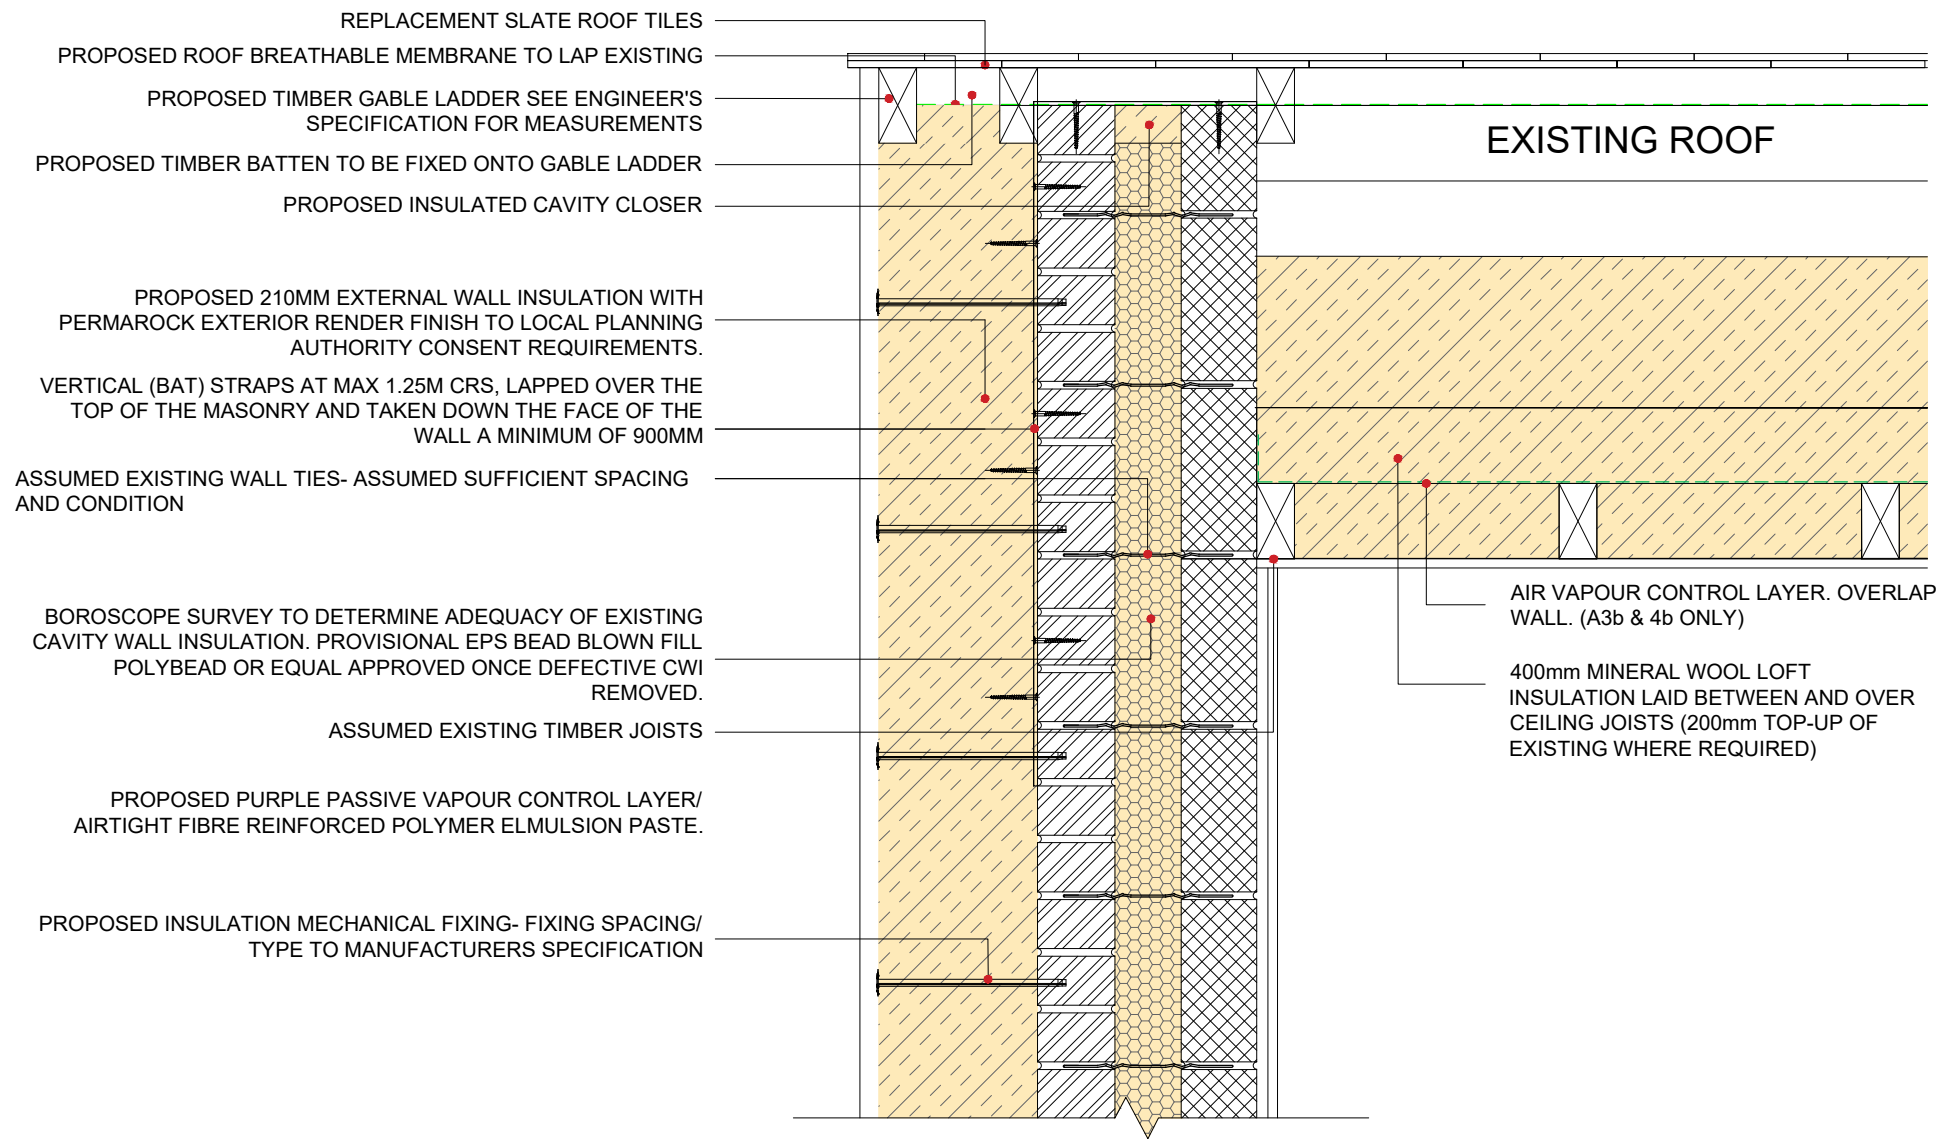 REPLACEMENT SLATE ROOF TILES
PROPOSED ROOF BREATHABLE MEMBRANE TO LAP EXISTING
PROPOSED TIMBER GABLE LADDER SEE ENGINEER'S
SPECIFICATION FOR MEASUREMENTS
PROPOSED TIMBER BATTEN TO BE FIXED ONTO GABLE LADDER
PROPOSED INSULATED CAVITY CLOSER
PROPOSED 210MM EXTERNAL WALL INSULATION WITH
PERMAROCK EXTERIOR RENDER FINISH TO LOCAL PLANNING
AUTHORITY CONSENT REQUIREMENTS.
VERTICAL (BAT) STRAPS AT MAX 1.25M CRS, LAPPED OVER THE
TOP OF THE MASONRY AND TAKEN DOWN THE FACE OF THE
WALL A MINIMUM OF 900MM
ASSUMED EXISTING WALL TIES- ASSUMED SUFFICIENT SPACING
AND CONDITION
BOROSCOPE SURVEY TO DETERMINE ADEQUACY OF EXISTING
CAVITY WALL INSULATION. PROVISIONAL EPS BEAD BLOWN FILL
POLYBEAD OR EQUAL APPROVED ONCE DEFECTIVE CWI
REMOVED.
ASSUMED EXISTING TIMBER JOISTS
PROPOSED PURPLE PASSIVE VAPOUR CONTROL LAYER/
AIRTIGHT FIBRE REINFORCED POLYMER ELMULSION PASTE.
PROPOSED INSULATION MECHANICAL FIXING- FIXING SPACING/
TYPE TO MANUFACTURERS SPECIFICATION
EXISTING ROOF
AIR VAPOUR CONTROL LAYER. OVERLAP
WALL. (A3b & 4b ONLY)
400mm MINERAL WOOL LOFT
INSULATION LAID BETWEEN AND OVER
CEILING JOISTS (200mm TOP-UP OF
EXISTING WHERE REQUIRED)